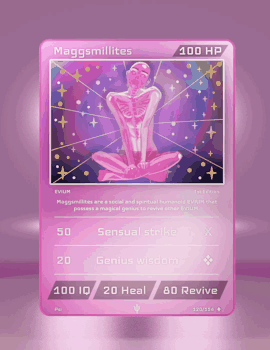 Maggsmillites 100 HP
EVIUM
Maggsmillites are a social and spiritual humanoid EVIUM that
possess a magical genius to revive other EVIUM.
50 Sensual strike
20 Genius wisdom
100 IQ 20 Heal 80 Revive